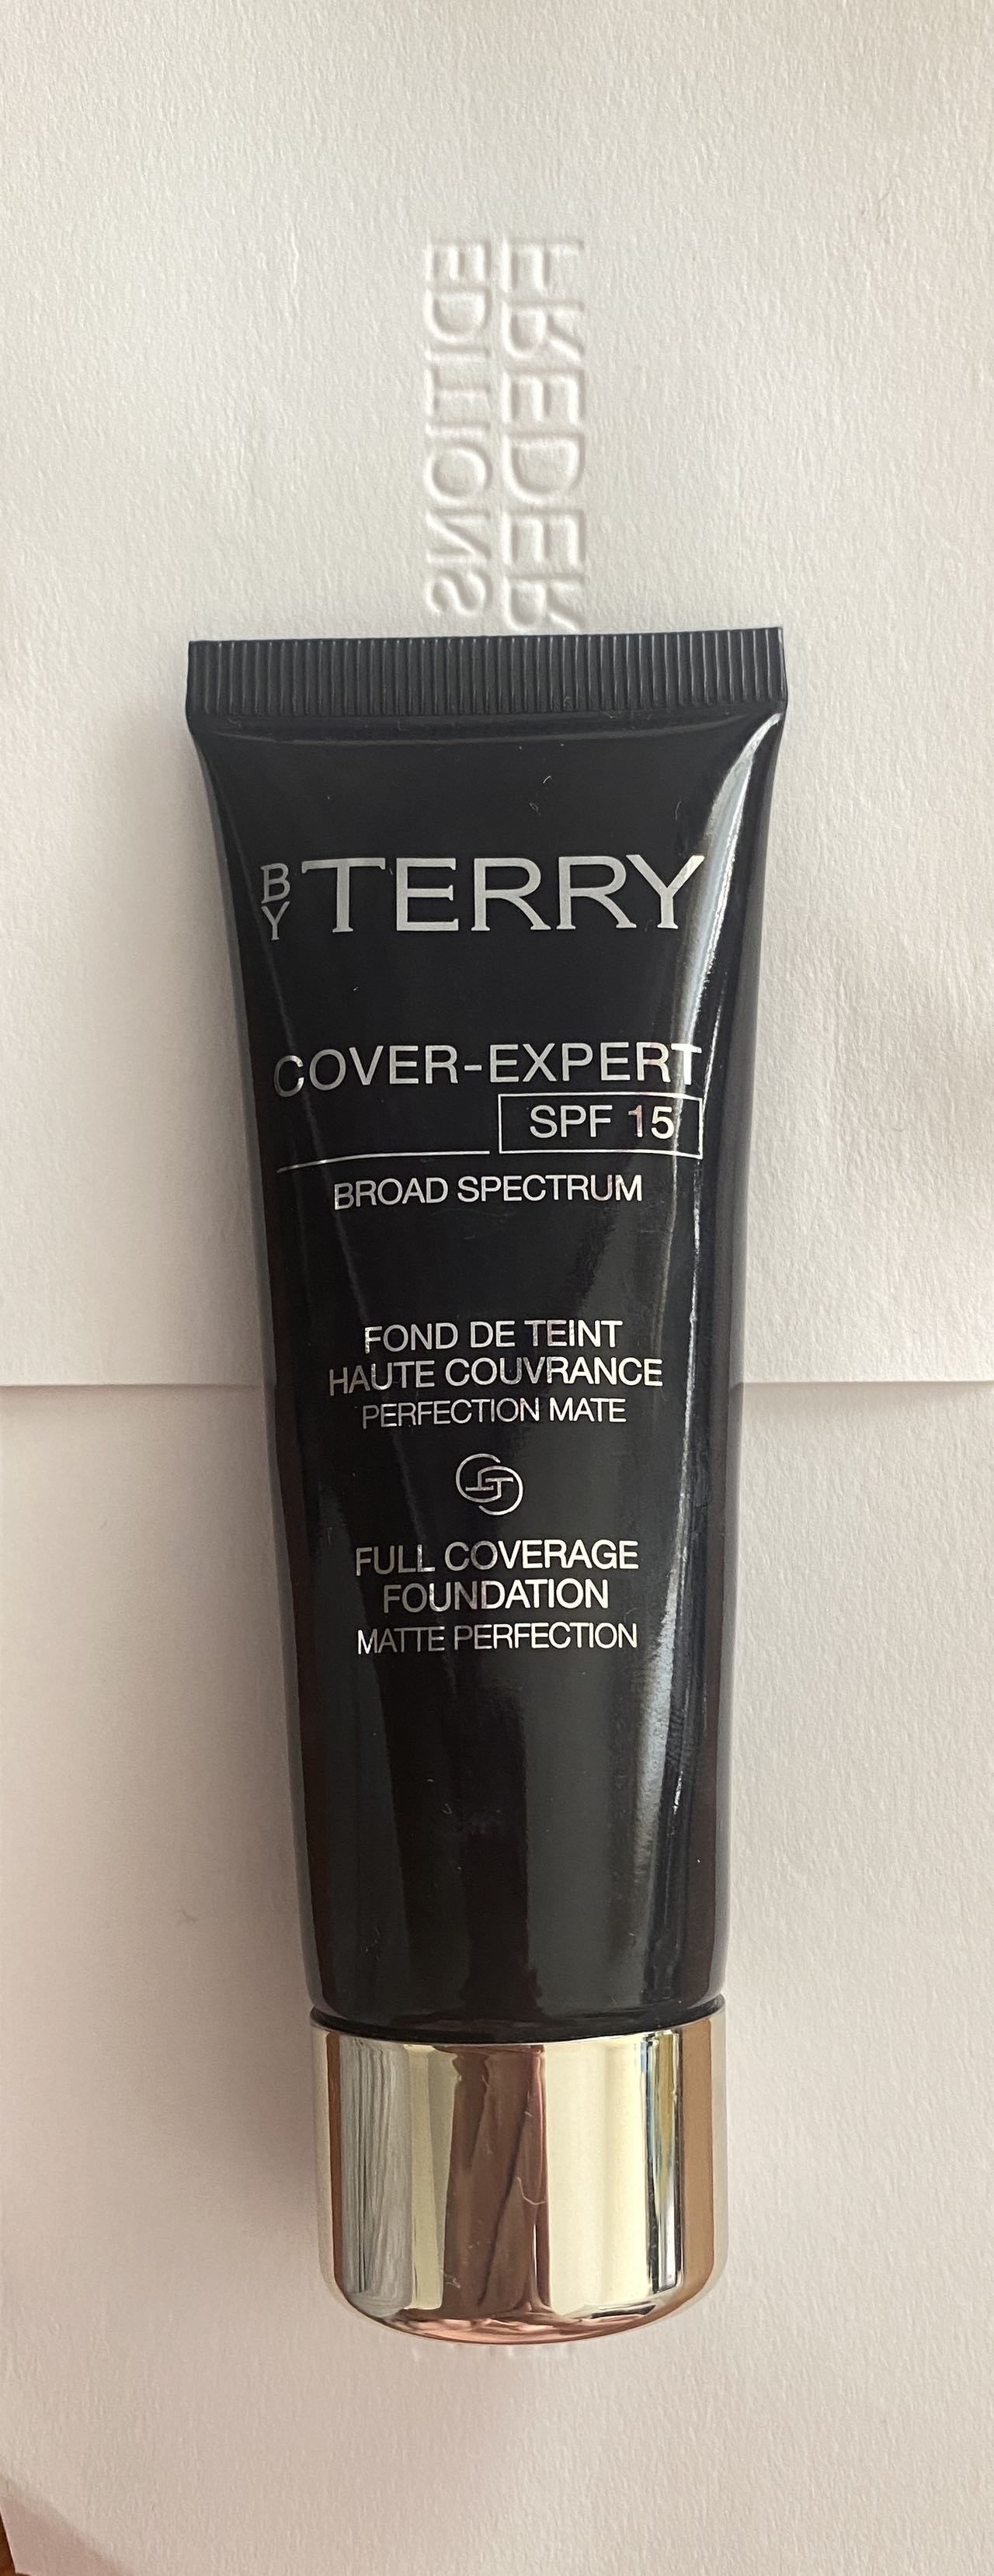 EDITIONS
BY TERRY
COVER-EXPERT
SPF 15
BROAD SPECTRUM
FOND DE TEINT
HAUTE COUVRANCE
PERFECTION MATE
FULL COVERAGE
FOUNDATION
MATTE PERFECTION